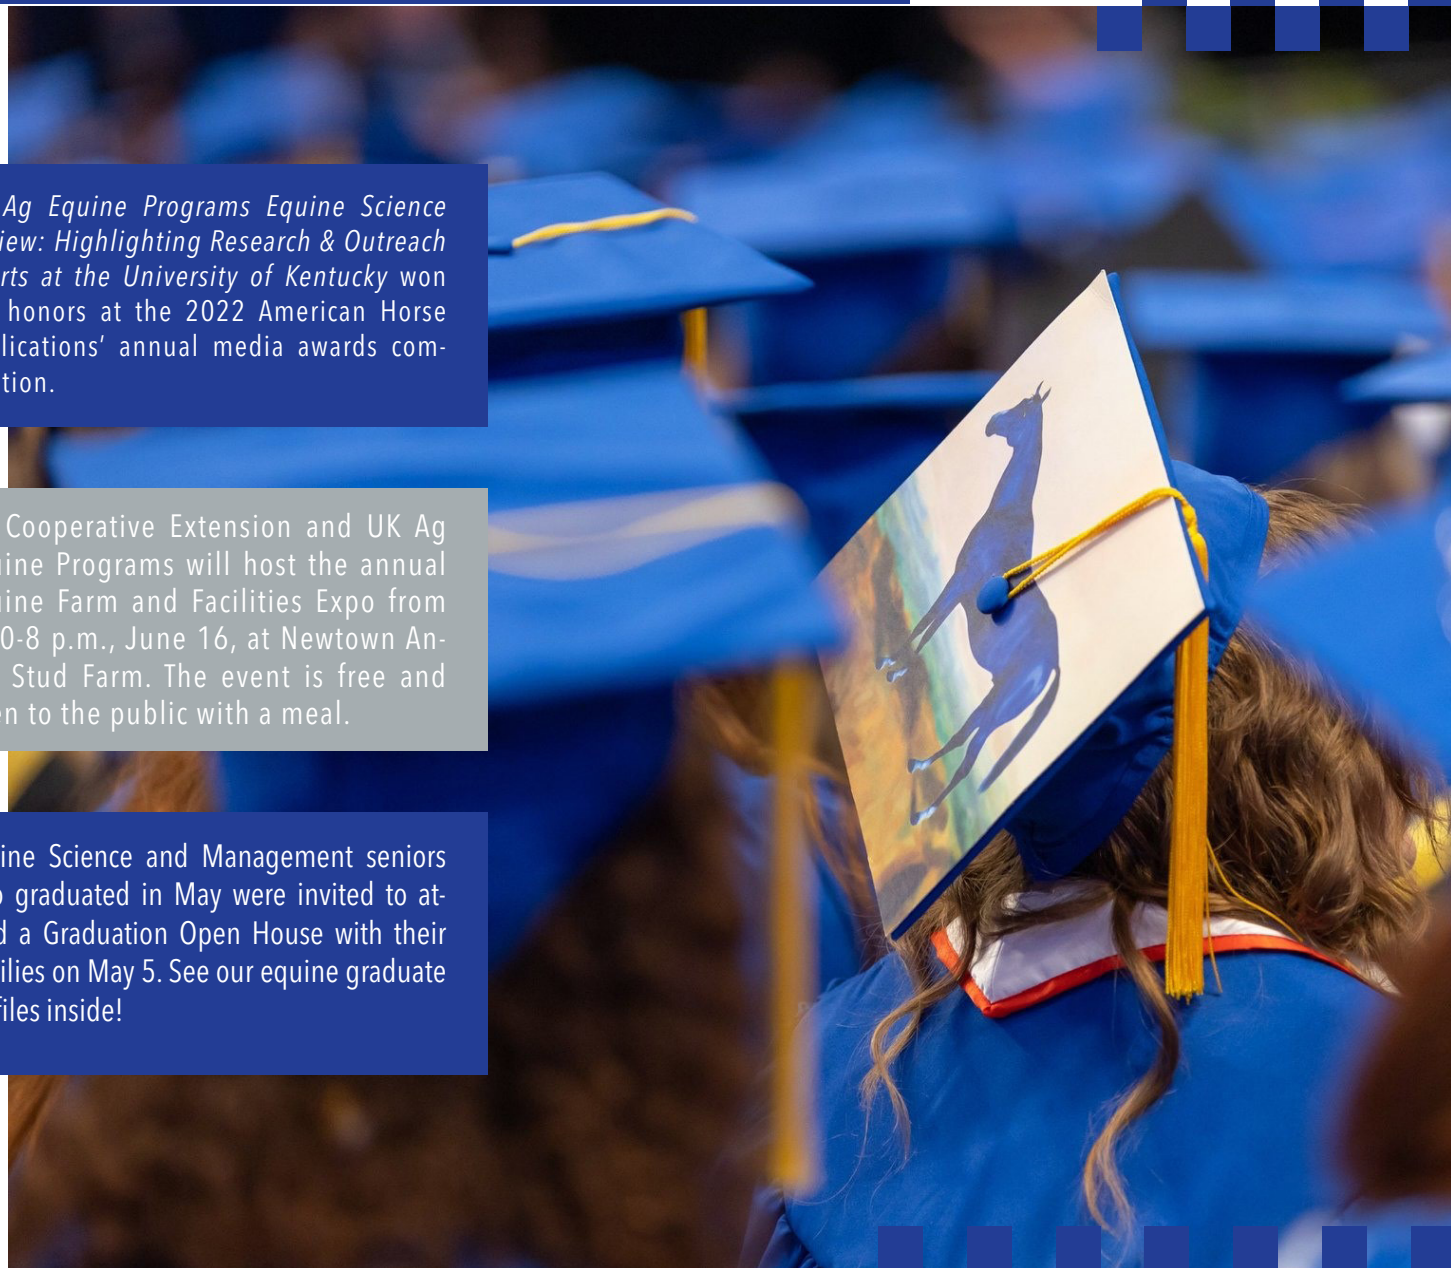 Ag Equine Programs Equine Science
iew: Highlighting Research & Outreach
rts at the University of Kentucky won
honors at the 2022 American Horse
lications’ annual media awards com-
tion.
Cooperative Extension and UK Ag
uine Programs will host the annual
uine Farm and Facilities Expo from
0-8 p.m., June 16, at Newtown An-
Stud Farm. The event is free and
en to the public with a meal.
ine Science and Management seniors
o graduated in May were invited to at-
d a Graduation Open House with their
ilies on May 5. See our equine graduate
files inside!